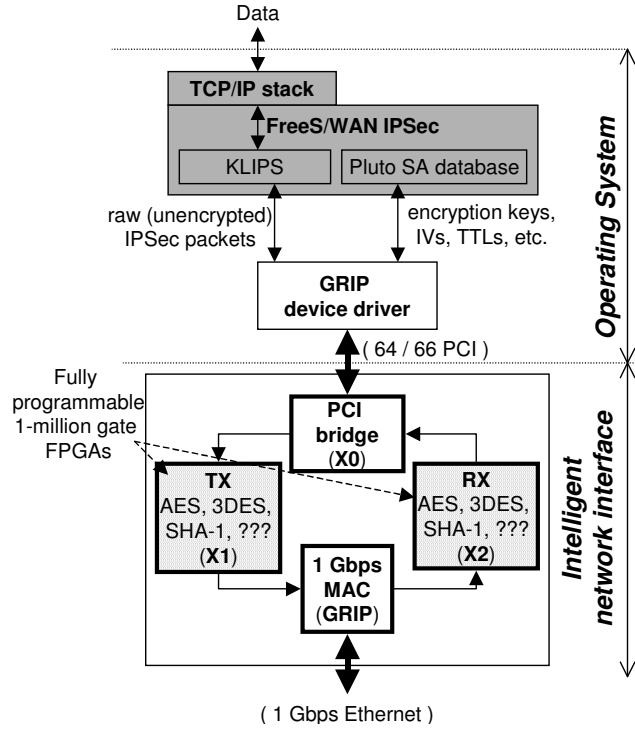 Data
TCP/IP stack
FreeS/WAN IPSec
KLIPS
Pluto SA database
raw (unencrypted)
IPSec packets
encryption keys,
IVs, TTLs, etc.
GRIP
device driver
( 64 / 66 PCI )
Operating System
Fully
programmable
1-million gate
FPGAs
PCI
bridge
(X0)
TX
AES, 3DES,
SHA-1, ???
(X1)
RX
AES, 3DES,
SHA-1, ???
(X2)
1 Gbps
MAC
(GRIP)
Intelligent
network interface
( 1 Gbps Ethernet )